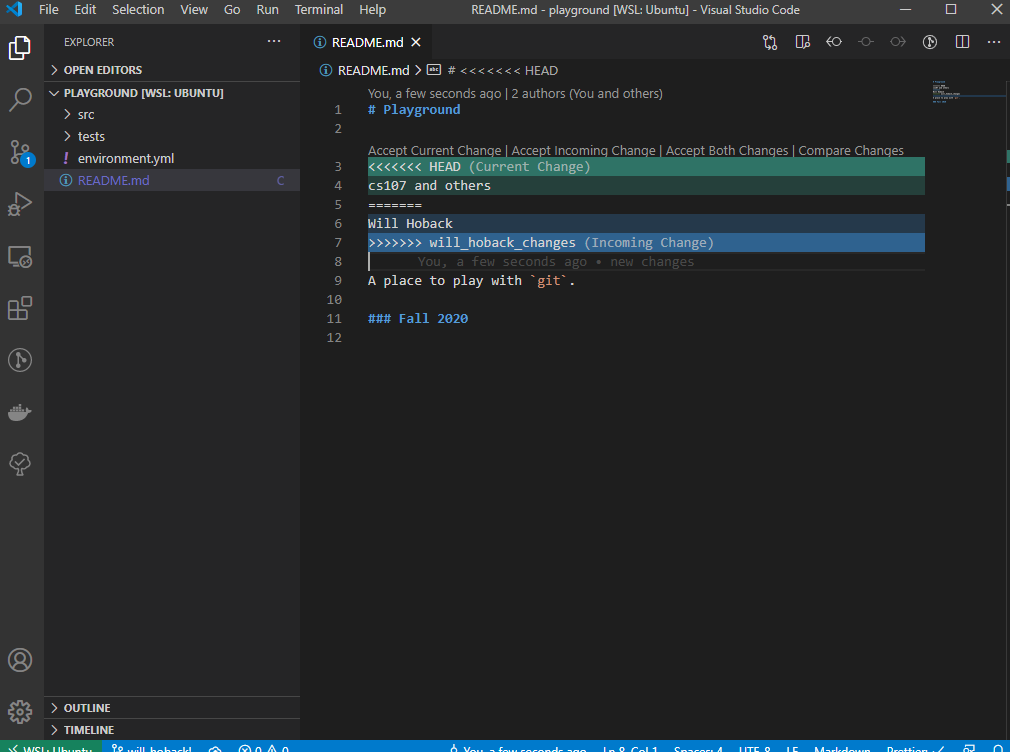 File Edit Selection View Go Run Terminal Help README.md - playground [WSL: Ubuntu] - Visual Studio Code
EXPLORER ···
README.md
OPEN EDITORS
README.md > # <<<<<<< HEAD
PLAYGROUND [WSL: UBUNTU]
src
tests
environment.yml
README.md C
1
You, a few seconds ago | 2 authors (You and others)
1 # Playground
2
Accept Current Change | Accept Incoming Change | Accept Both Changes | Compare Changes
3 <<<<<<< HEAD (Current Change)
4 cs107 and others
5 =======
6 Will Hoback
7 >>>>>>> will_hoback_changes (Incoming Change)
8 You, a few seconds ago • new changes
9 A place to play with `git`.
10
11 ### Fall 2020
12
OUTLINE
TIMELINE
WSL: Ubuntu will_hoback! 0 0 You, a few seconds ago Ln 8, Col 1 Spaces: 4 UTF-8 LF Markdown Prettier